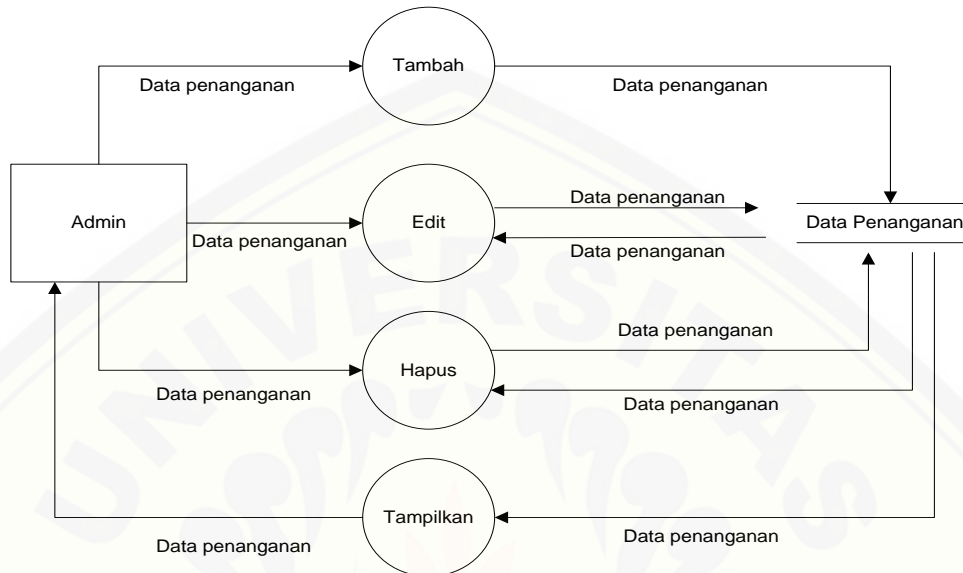 Tambah
Data penanganan
Data penanganan
Admin
Edit
Data penanganan
Data penanganan
Data penanganan
Data Penanganan
Hapus
Data penanganan
Data penanganan
Data penanganan
Tampilkan
Data penanganan
Data penanganan
UNIVERSITAS